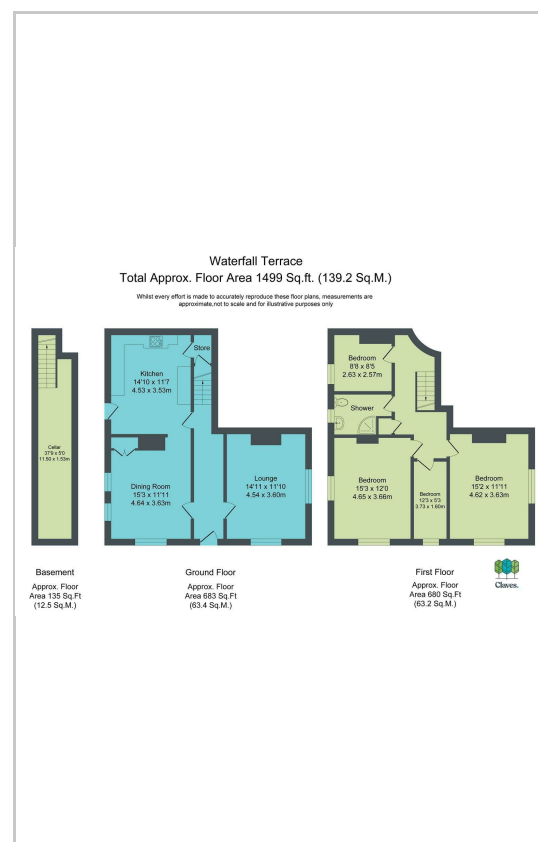 Waterfall Terrace
Total Approx. Floor Area 1499 Sq.ft. (139.2 Sq.M.)
Whilst every effort is made to accurately reproduce these floor plans, measurements are
approximate,not to scale and for illustrative purposes only
Cellar
37'9 x 5'0
11.50 x 1.53m
Basement
Approx. Floor
Area 135 Sq.Ft
(12.5 Sq.M.)
Kitchen
14'10 x 11'7
4.53 x 3.53m
Store
Dining Room
15'3 x 11'11
4.64 x 3.63m
Lounge
14'11 x 11'10
4.54 x 3.60m
Ground Floor
Approx. Floor
Area 683 Sq.Ft
(63.4 Sq.M.)
Bedroom
8'8 x 8'5
2.63 x 2.57m
Shower
Bedroom
15'3 x 12'0
4.65 x 3.66m
Bedroom
12'3 x 5'3
3.73 x 1.60m
Bedroom
15'2 x 11'11
4.62 x 3.63m
First Floor
Approx. Floor
Area 680 Sq.Ft
(63.2 Sq.M.)
Claves.